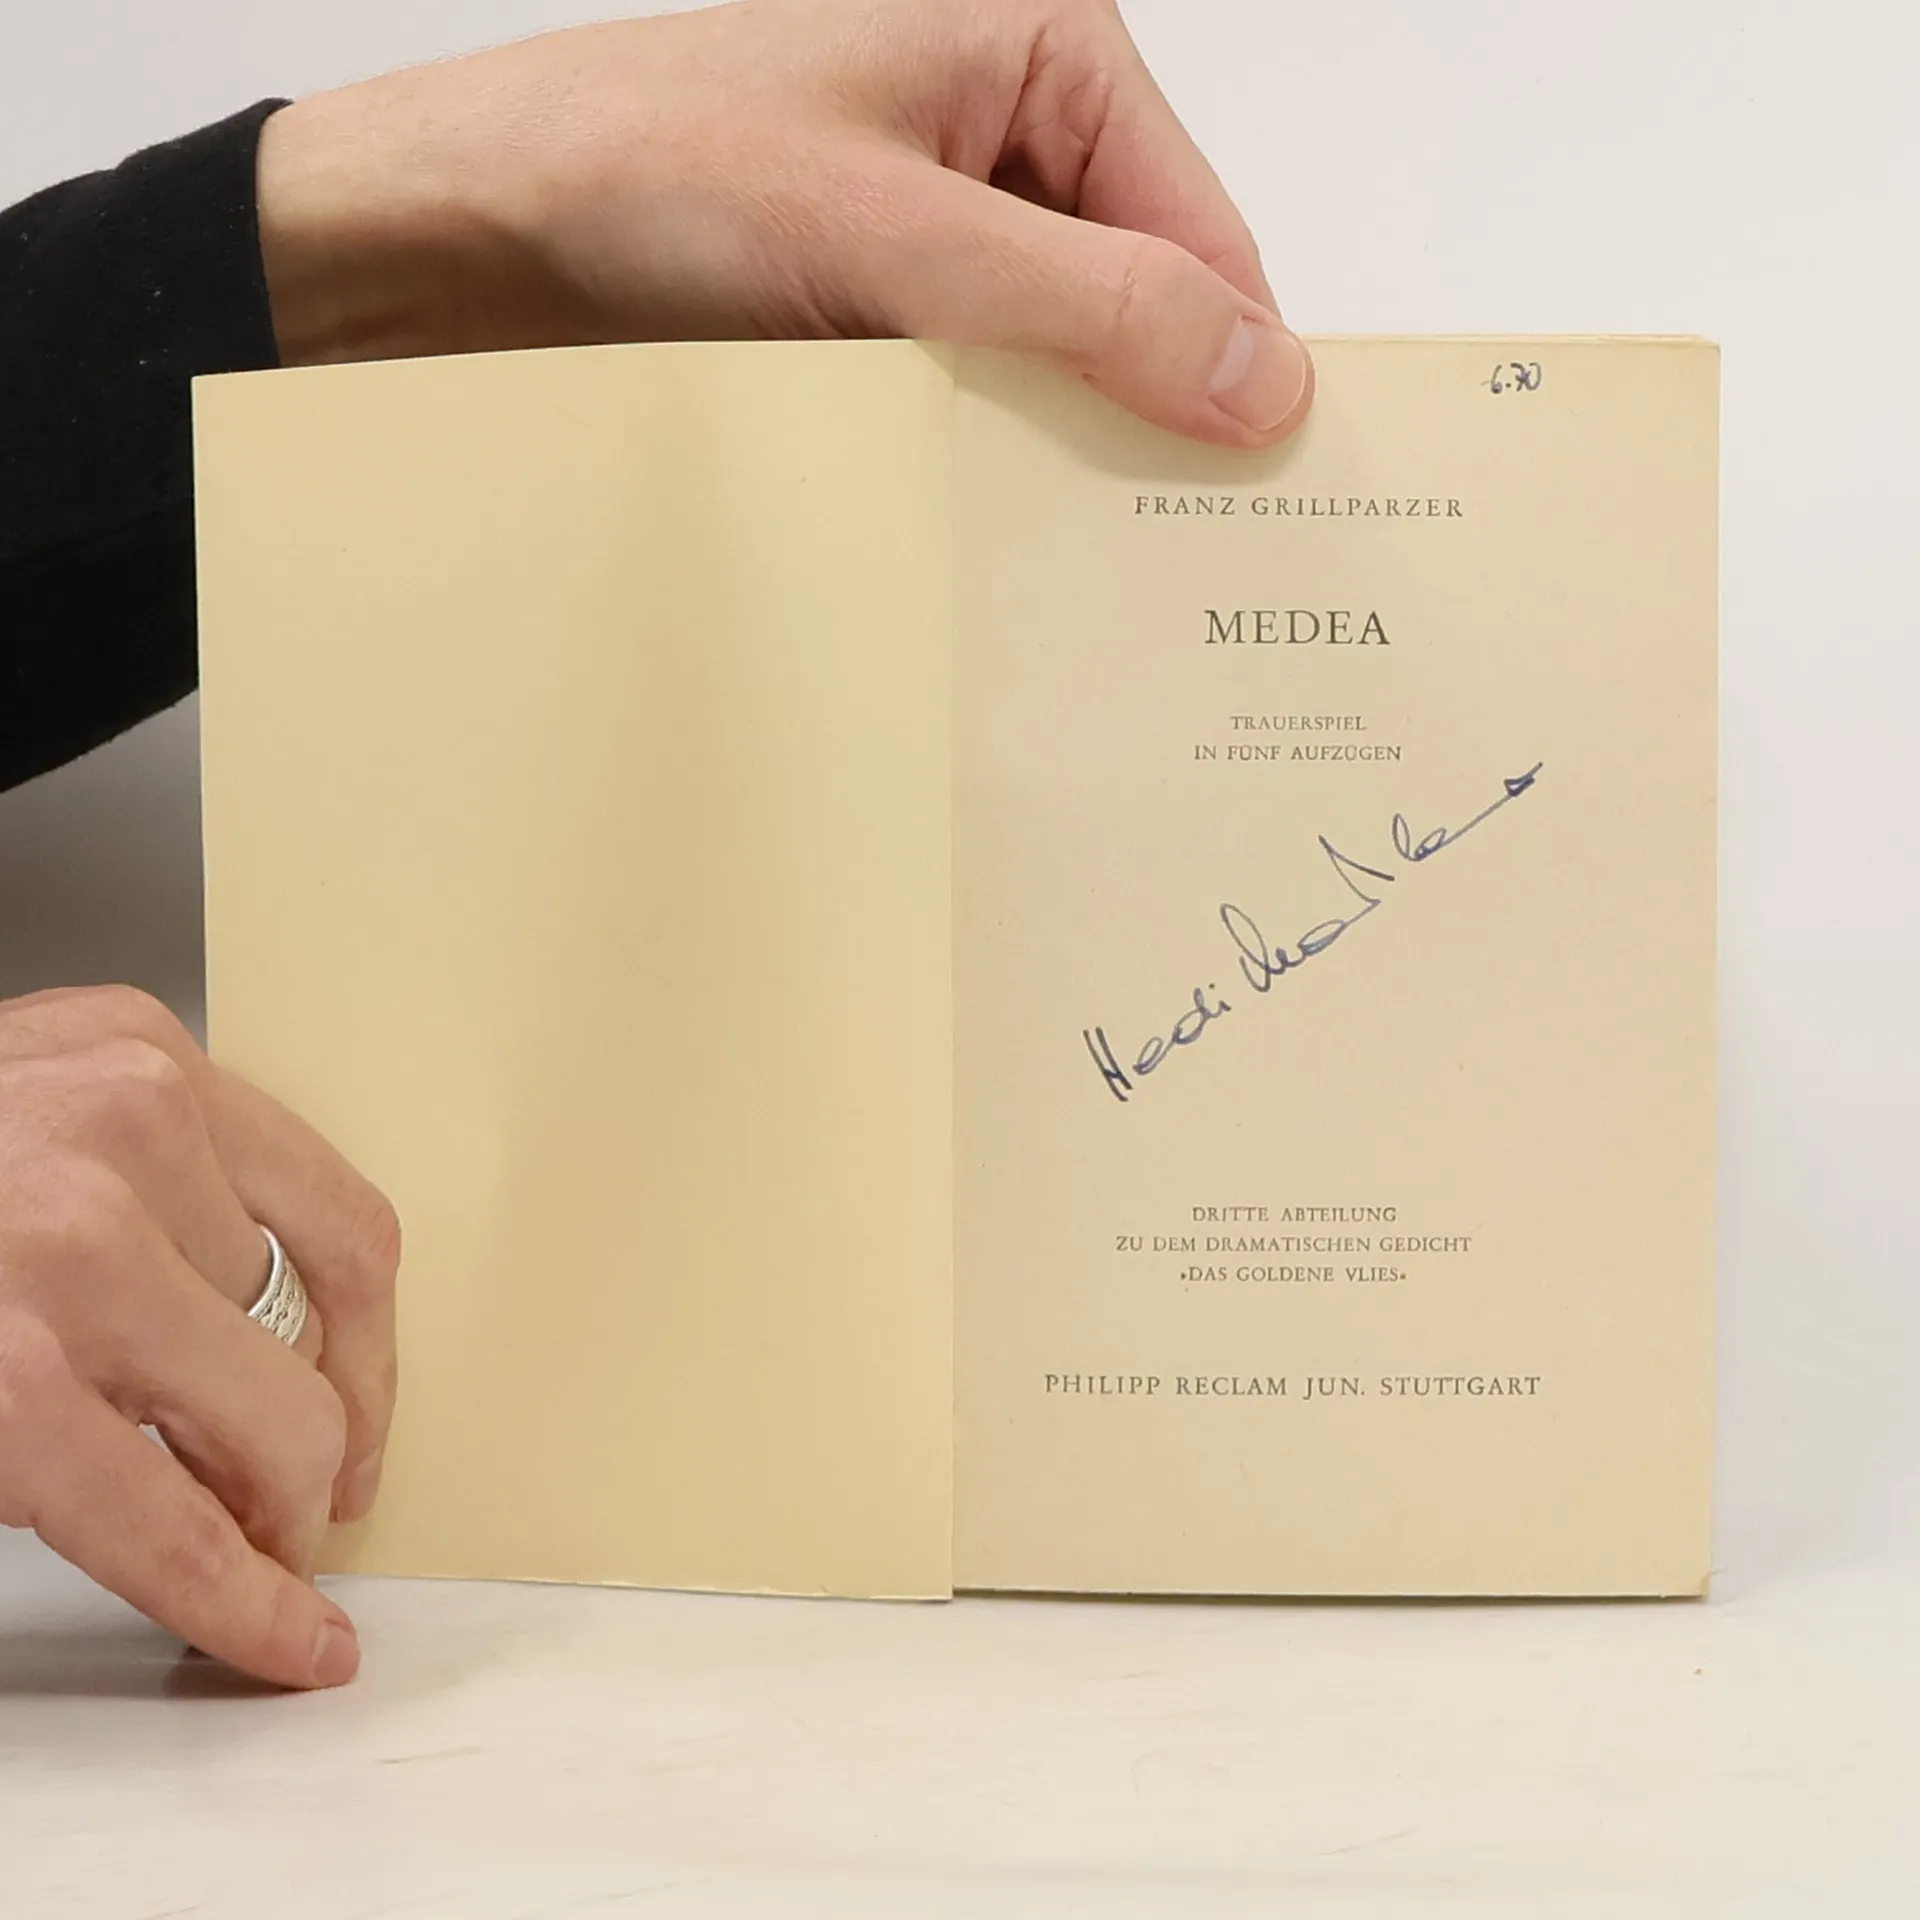 6.70
FRANZ GRILLPARZER
MEDEA
TRAUERSPIEL
IN FÜNF AUFZÜGEN
Hedi
DRITTE ABTEILUNG
ZU DEM DRAMATISCHEN GEDICHT
»DAS GOLDENE VLIES«
PHILIPP RECLAM JUN. STUTTGART